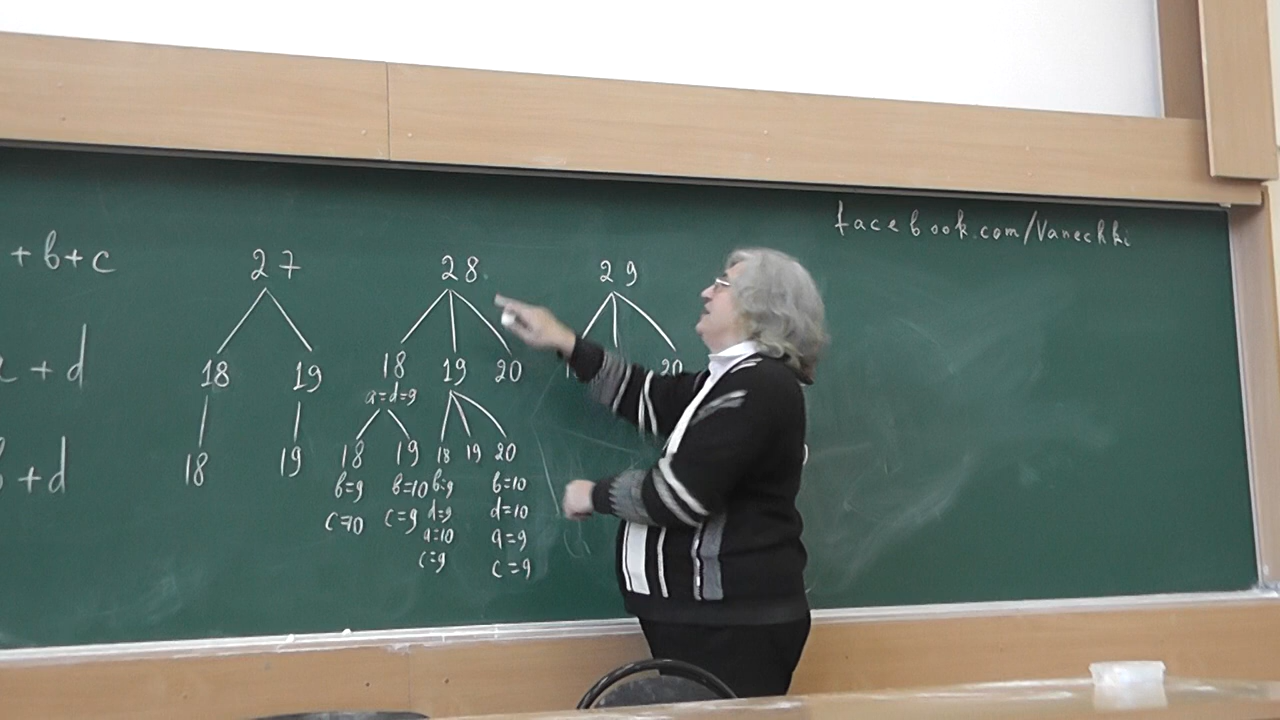 facebook.com/Vanechki
+b+c 27 28 29
+d 18 19 18 19 20 20
a=d=9
+d 18 19 18 19 18 19 20
b=9 b=10 b=9 b=10
c=10 c=9 d=9 d=10
a=10 a=9
c=9 c=9